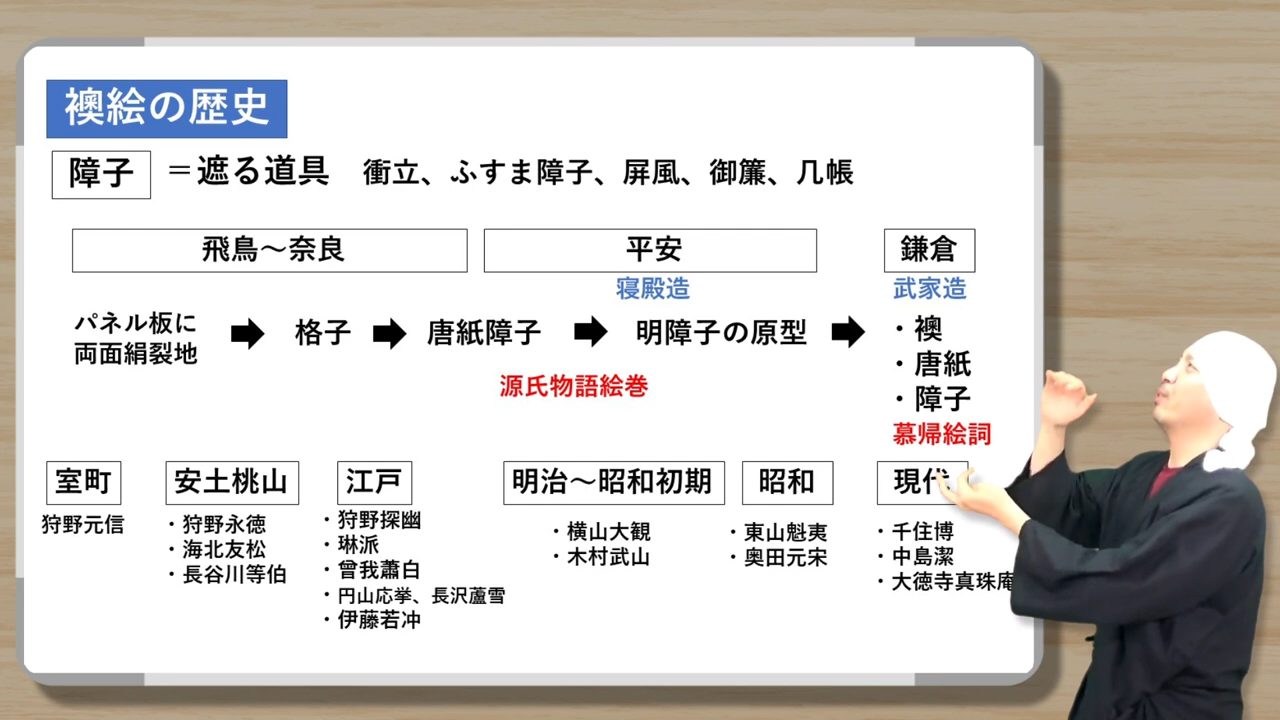 襖絵の歴史
障子 ＝遮る道具 衝立、ふすま障子、屏風、御簾、几帳
飛鳥〜奈良 平安 鎌倉
寝殿造 武家造
パネル板に
両面絹裂地
➡ 格子 ➡ 唐紙障子 ➡ 明障子の原型 ➡
・襖
・唐紙
・障子
源氏物語絵巻
慕帰絵詞
室町
狩野元信
安土桃山
・狩野永徳
・海北友松
・長谷川等伯
江戸
・狩野探幽
・琳派
・曾我蕭白
・円山応挙、長沢蘆雪
・伊藤若冲
明治〜昭和初期
・横山大観
・木村武山
昭和
・東山魁夷
・奥田元宋
現代
・千住博
・中島潔
・大徳寺真珠庵